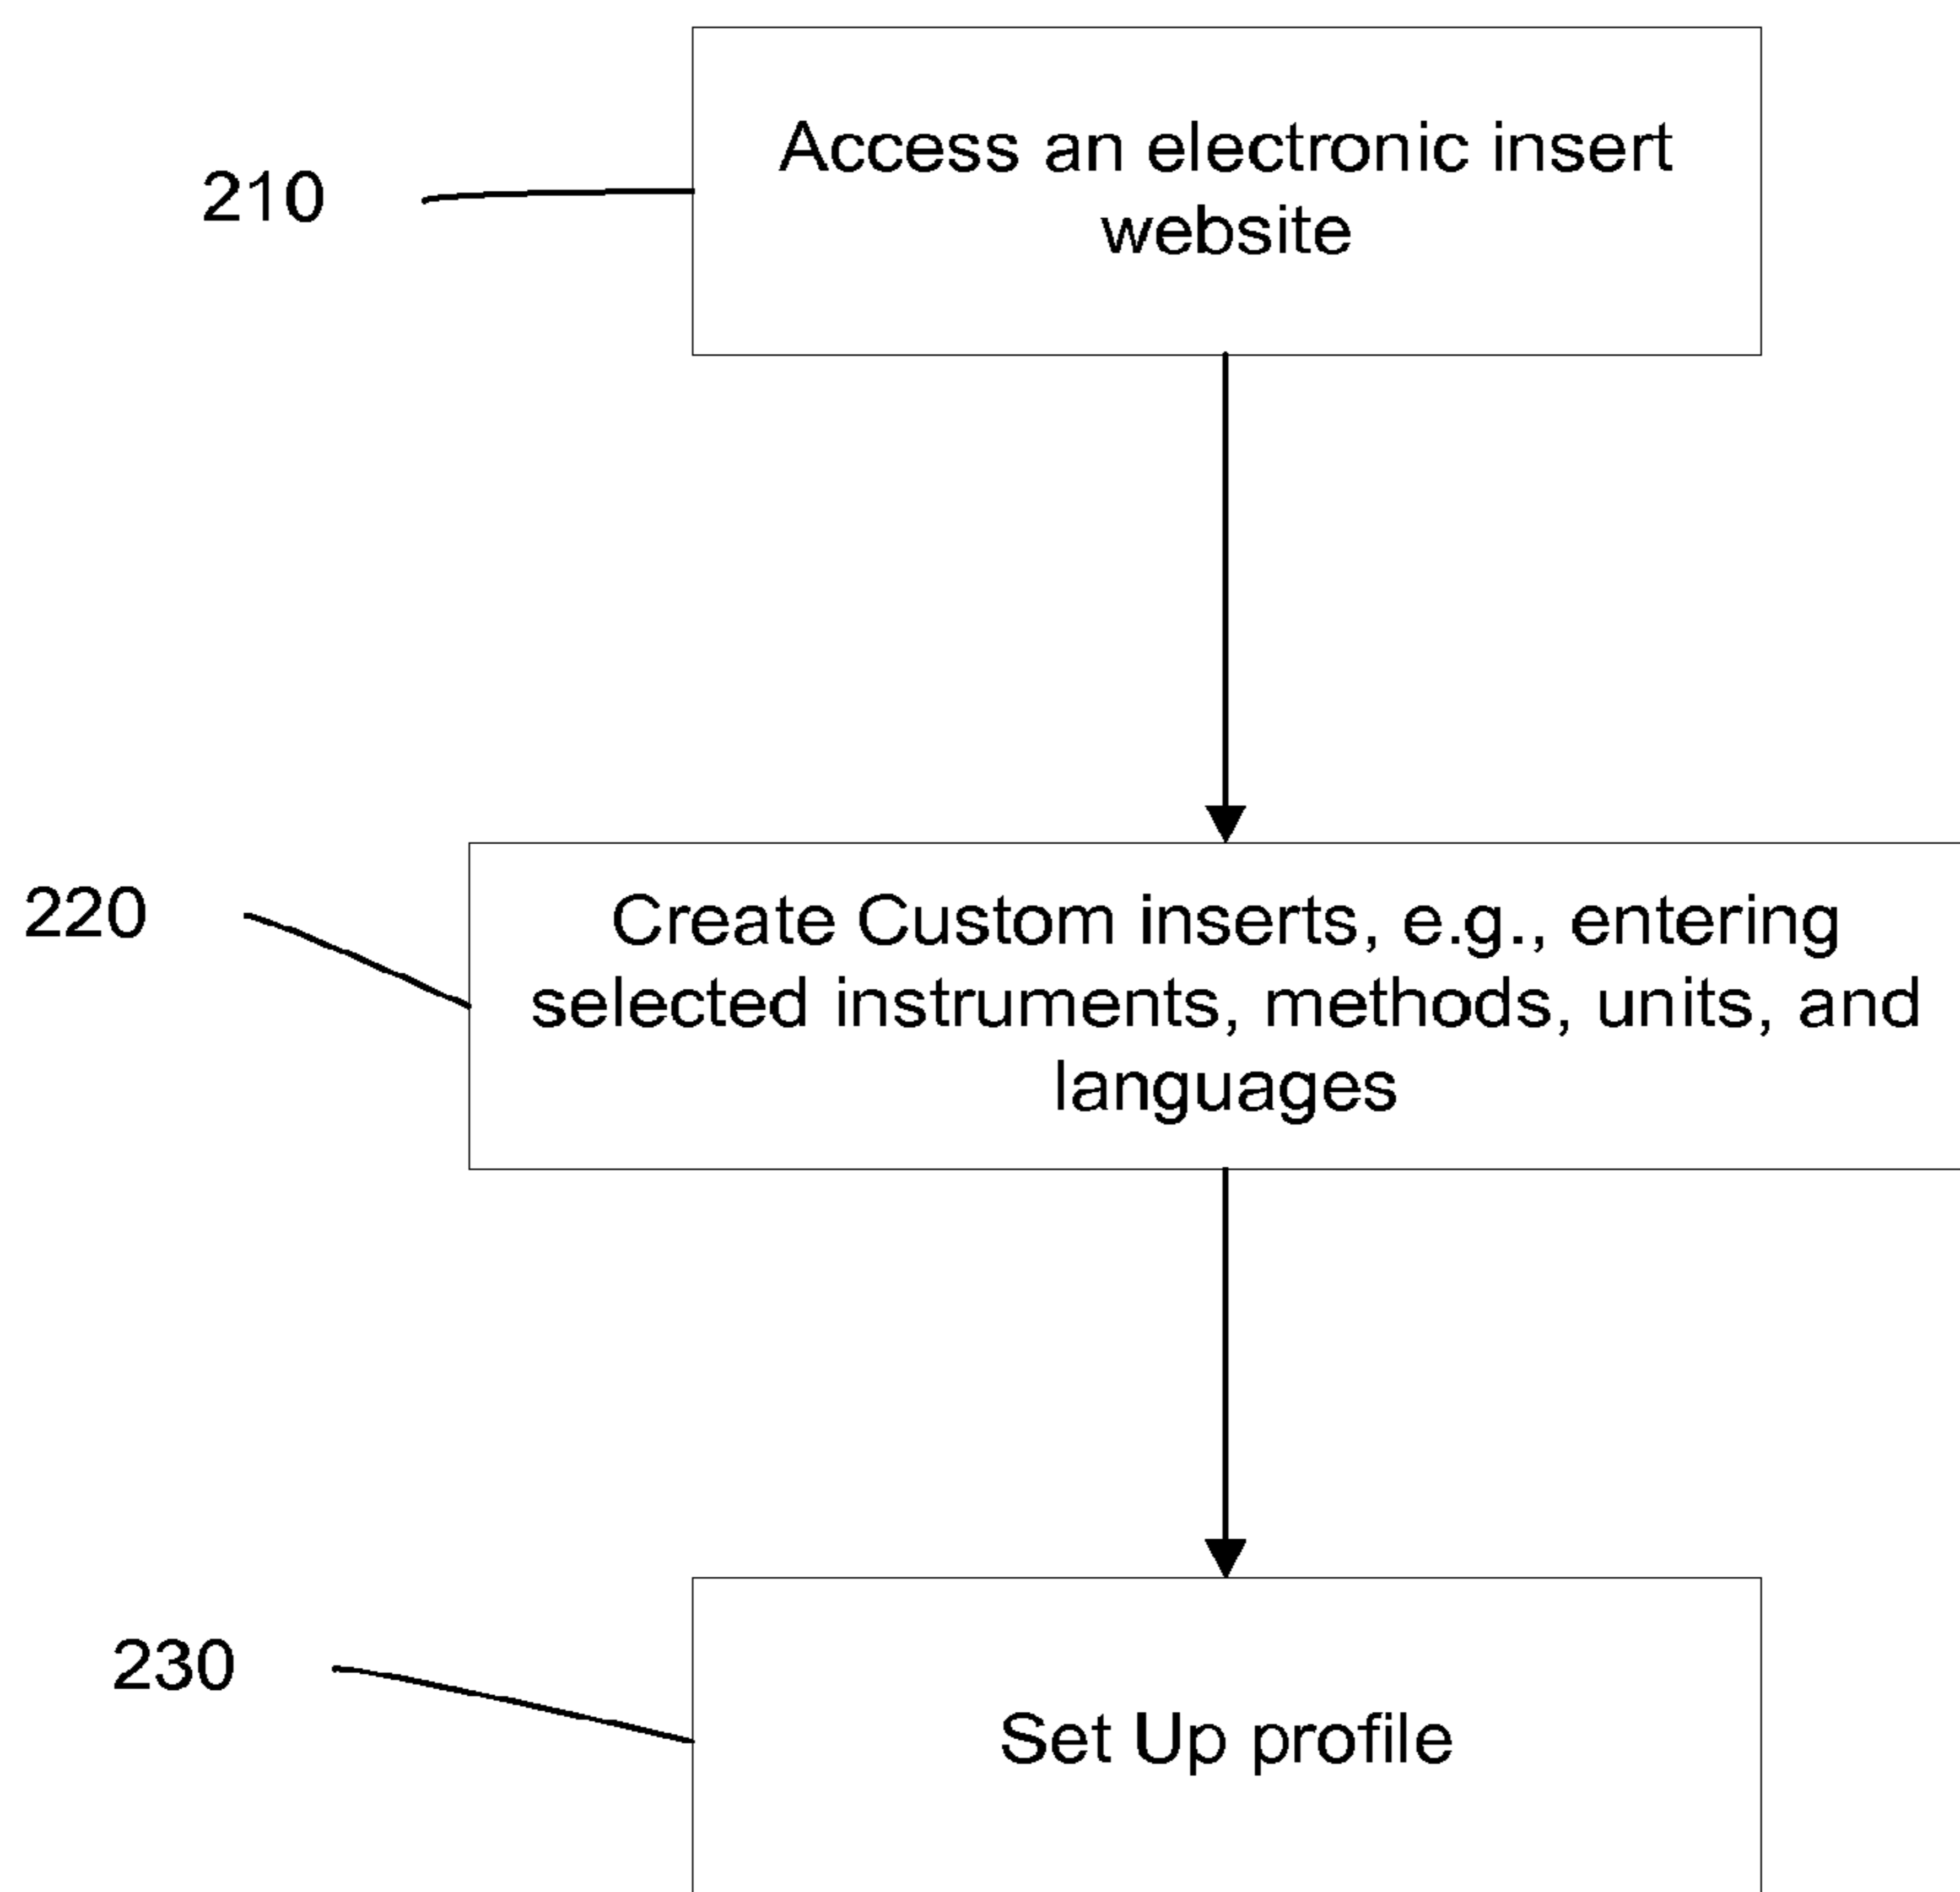 210
Access an electronic insert
website
220
Create Custom inserts, e.g., entering
selected instruments, methods, units, and
languages
230
Set Up profile